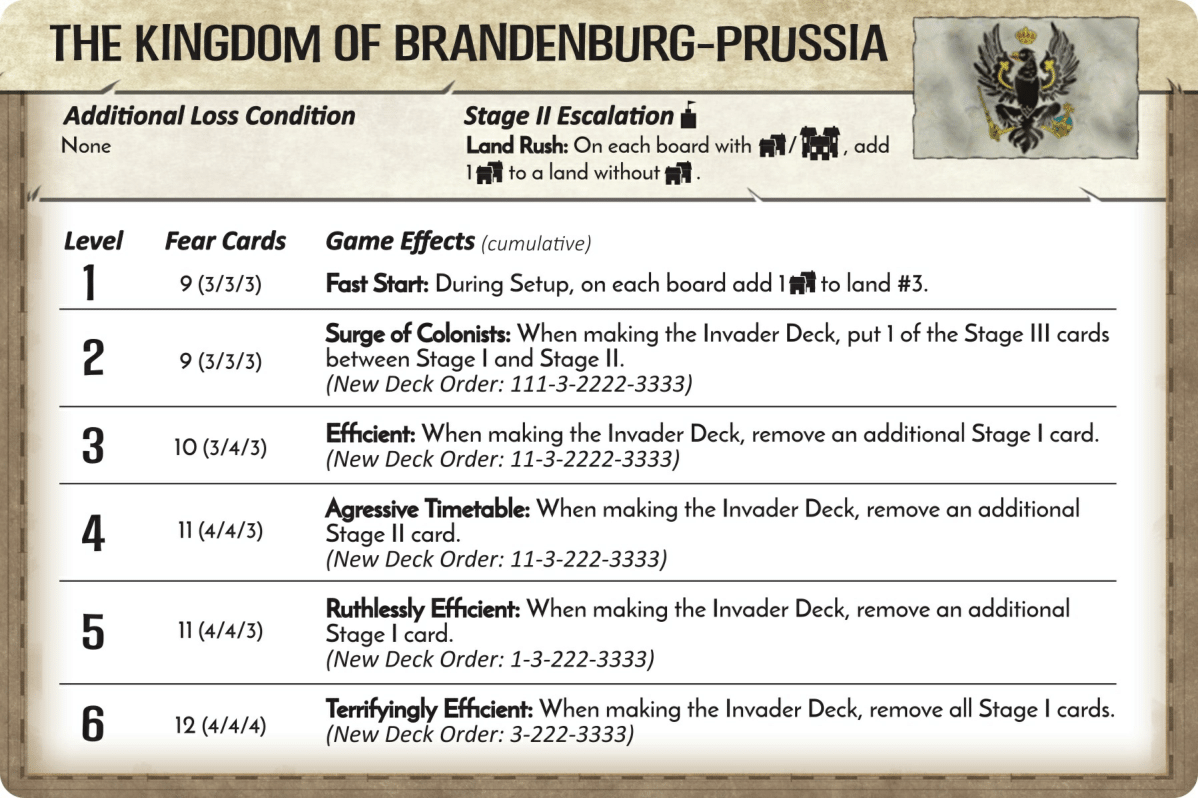 THE KINGDOM OF BRANDENBURG-PRUSSIA
Additional Loss Condition
None
Stage II Escalation
Land Rush: On each board with / , add
1 to a land without .
Level Fear Cards Game Effects (cumulative)
1 9 (3/3/3) Fast Start: During Setup, on each board add 1 to land #3.
2 9 (3/3/3) Surge of Colonists: When making the Invader Deck, put 1 of the Stage III cards
between Stage I and Stage II.
(New Deck Order: 111-3-2222-3333)
3 10 (3/4/3) Efficient: When making the Invader Deck, remove an additional Stage I card.
(New Deck Order: 11-3-2222-3333)
4 11 (4/4/3) Agressive Timetable: When making the Invader Deck, remove an additional
Stage II card.
(New Deck Order: 11-3-222-3333)
5 11 (4/4/3) Ruthlessly Efficient: When making the Invader Deck, remove an additional
Stage I card.
(New Deck Order: 1-3-222-3333)
6 12 (4/4/4) Terrifyingly Efficient: When making the Invader Deck, remove all Stage I cards.
(New Deck Order: 3-222-3333)